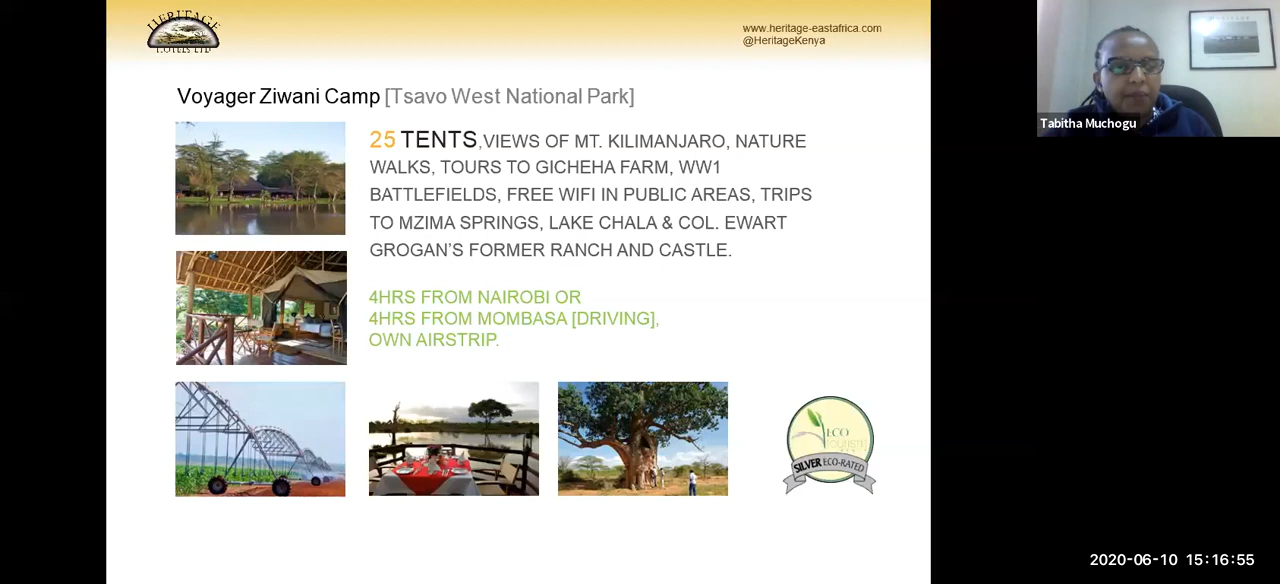 HERITAGE
HOTELS LTD
www.heritage-eastafrica.com
@HeritageKenya
Voyager Ziwani Camp [Tsavo West National Park]
25 TENTS,VIEWS OF MT. KILIMANJARO, NATURE
WALKS, TOURS TO GICHEHA FARM, WW1
BATTLEFIELDS, FREE WIFI IN PUBLIC AREAS, TRIPS
TO MZIMA SPRINGS, LAKE CHALA & COL. EWART
GROGAN'S FORMER RANCH AND CASTLE.
4HRS FROM NAIROBI OR
4HRS FROM MOMBASA [DRIVING],
OWN AIRSTRIP.
ECO
TOURISM
SILVER ECO-RATED
Tabitha Muchogu
2020-06-10 15:16:55